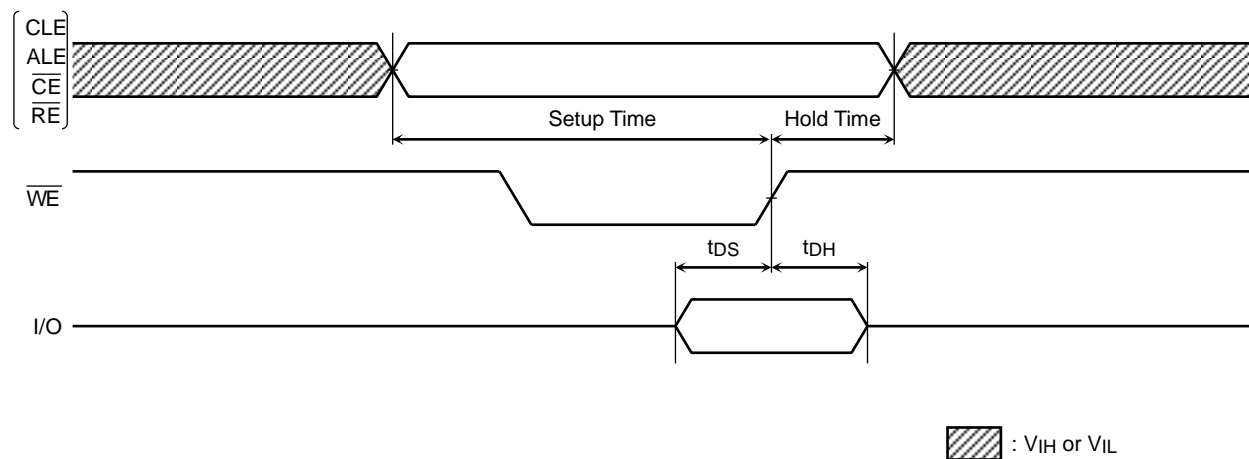 CLE
ALE
CE
RE
Setup Time
Hold Time
WE
tDS
tDH
I/O
: VIH or VIL